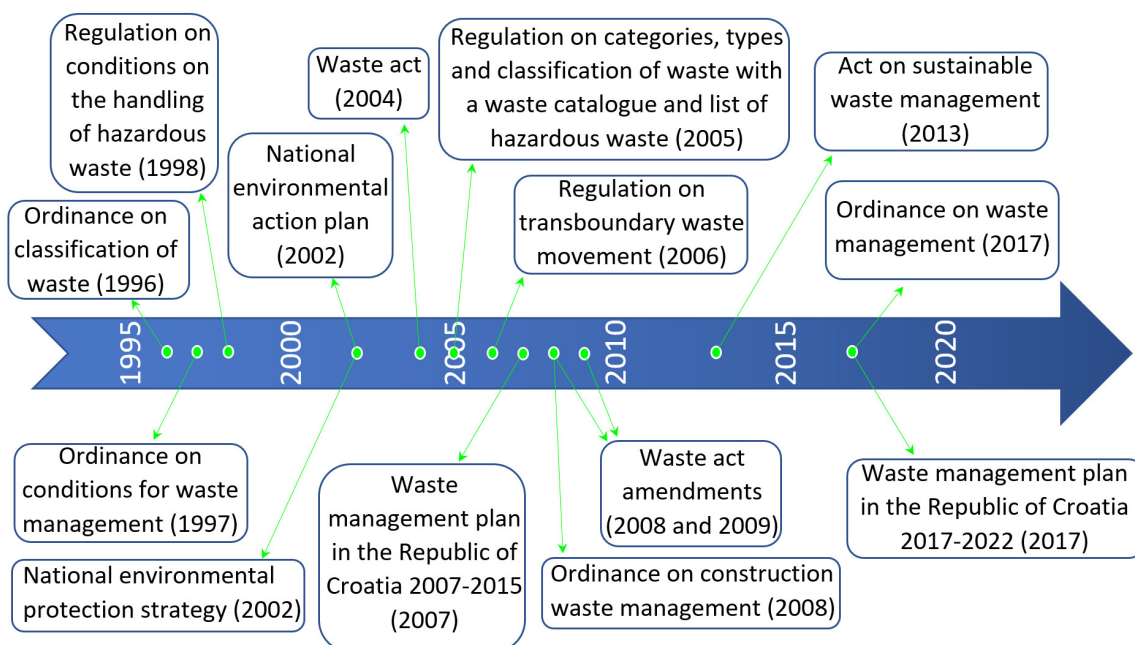 Regulation on
conditions on
the handling
of hazardous
waste (1998)
Waste act
(2004)
Regulation on categories, types
and classification of waste with
a waste catalogue and list of
hazardous waste (2005)
Act on sustainable
waste management
(2013)
National
environmental
action plan
(2002)
Regulation on
transboundary waste
movement (2006)
Ordinance on waste
management (2017)
Ordinance on
classification of
waste (1996)
1995
2000
2005
2010
2015
2020
Ordinance on
conditions for waste
management (1997)
National environmental
protection strategy (2002)
Waste
management plan
in the Republic of
Croatia 2007-2015
(2007)
Waste act
amendments
(2008 and 2009)
Ordinance on construction
waste management (2008)
Waste management plan
in the Republic of Croatia
2017-2022 (2017)